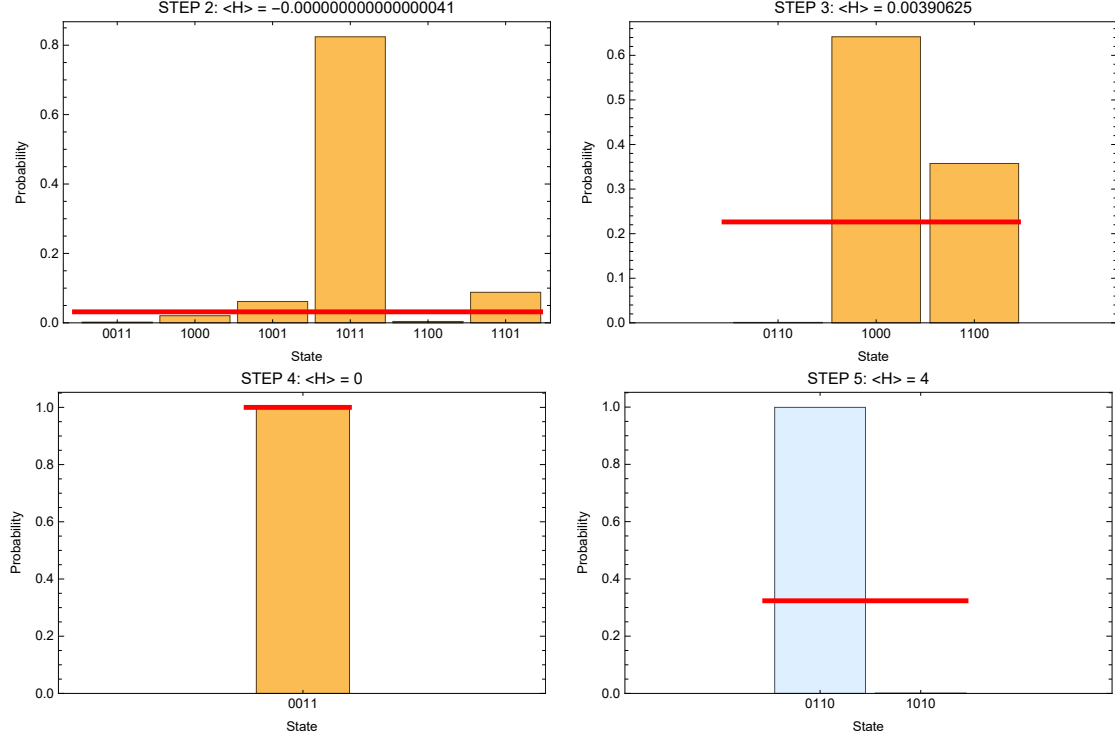 STEP 2: <H> = −0.000000000000000041
Probability
0.8
0.6
0.4
0.2
0.0
0011 1000 1001 1011 1100 1101
State
STEP 3: <H> = 0.00390625
Probability
0.6
0.5
0.4
0.3
0.2
0.1
0.0
0110 1000 1100
State
STEP 4: <H> = 0
Probability
1.0
0.8
0.6
0.4
0.2
0.0
0011
State
STEP 5: <H> = 4
Probability
1.0
0.8
0.6
0.4
0.2
0.0
0110 1010
State